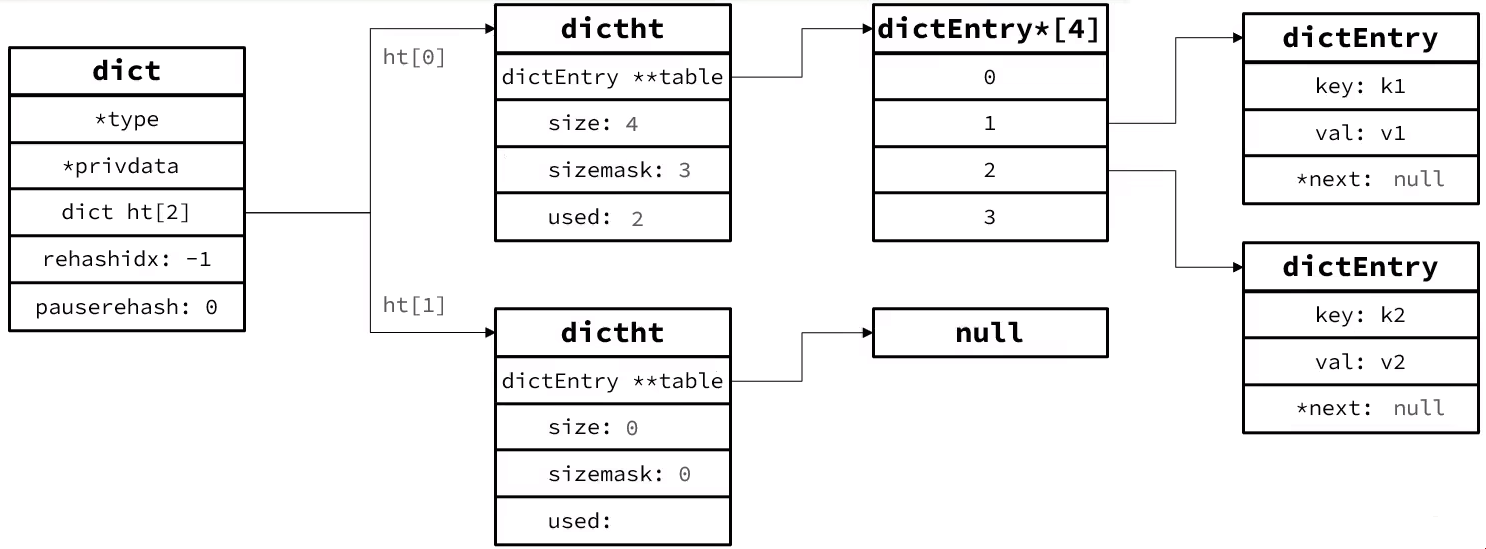 dict
*type
*privdata
dict ht[2]
rehashidx: -1
pauserehash: 0
ht[0]
ht[1]
dictht
dictEntry **table
size: 4
sizemask: 3
used: 2
dictht
dictEntry **table
size: 0
sizemask: 0
used:
dictEntry*[4]
0
1
2
3
null
dictEntry
key: k1
val: v1
*next: null
dictEntry
key: k2
val: v2
*next: null